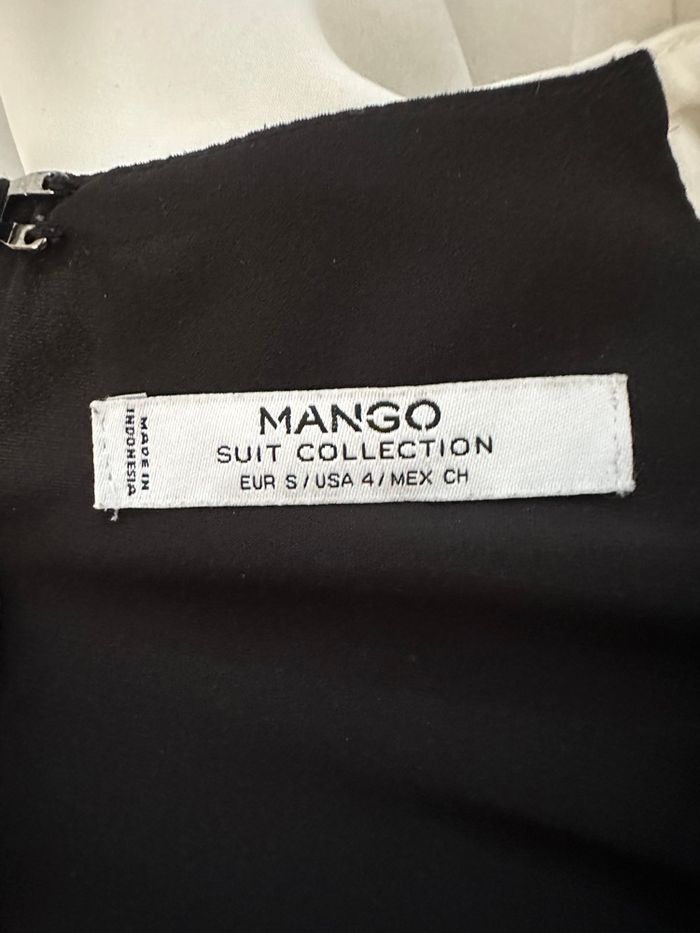 MANGO
SUIT COLLECTION
EUR S / USA 4 / MEX CH
MADE IN
INDONESIA